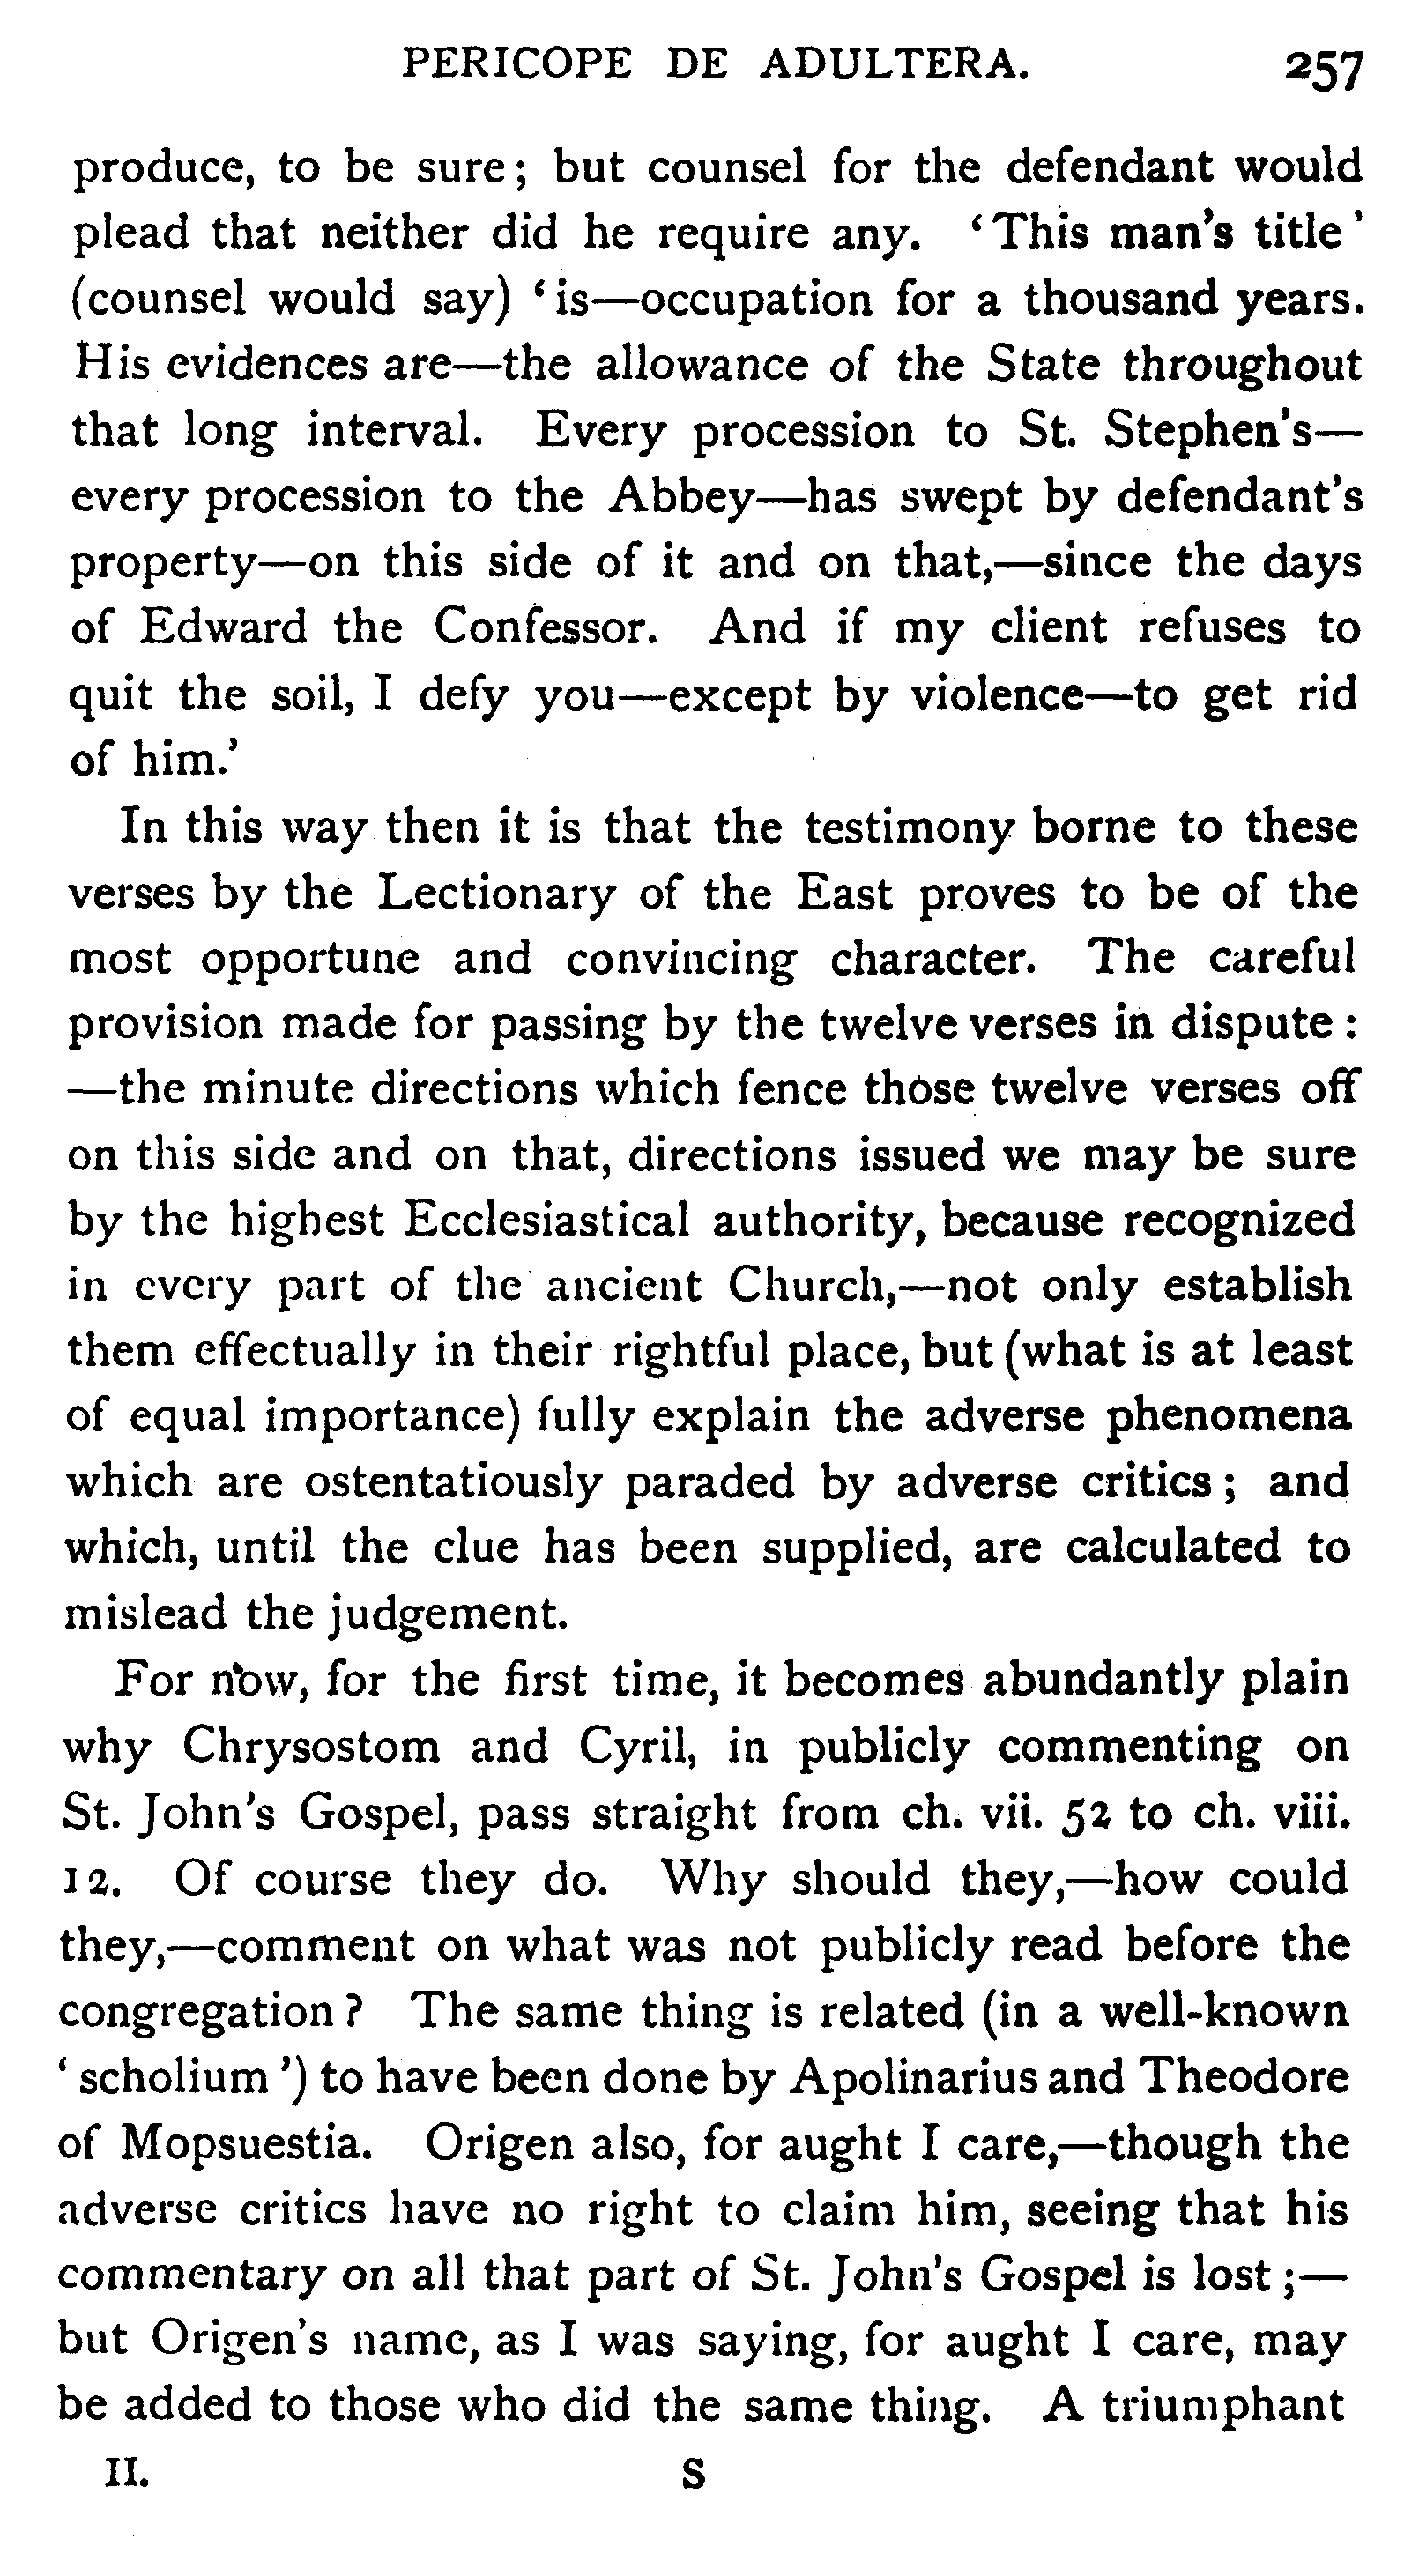 PERICOPE DE ADULTERA. 257
produce, to be sure; but counsel for the defendant would
plead that neither did he require any. ‘This man's title’
(counsel would say) ‘is—occupation for a thousand years.
His evidences are—the allowance of the State throughout
that long interval. Every procession to St. Stephen's—
every procession to the Abbey—has swept by defendant's
property—on this side of it and on that,—since the days
of Edward the Confessor. And if my client refuses to
quit the soil, I defy you—except by violence—to get rid
of him.’
In this way then it is that the testimony borne to these
verses by the Lectionary of the East proves to be of the
most opportune and convincing character. The careful
provision made for passing by the twelve verses in dispute :
—the minute directions which fence those twelve verses off
on this side and on that, directions issued we may be sure
by the highest Ecclesiastical authority, because recognized
in every part of the ancient Church,—not only establish
them effectually in their rightful place, but (what is at least
of equal importance) fully explain the adverse phenomena
which are ostentatiously paraded by adverse critics ; and
which, until the clue has been supplied, are calculated to
mislead the judgement.
For now, for the first time, it becomes abundantly plain
why Chrysostom and Cyril, in publicly commenting on
St. John's Gospel, pass straight from ch. vii. 52 to ch. viii.
12. Of course they do. Why should they,—how could
they,—comment on what was not publicly read before the
congregation ? The same thing is related (in a well-known
‘ scholium ’) to have been done by Apolinarius and Theodore
of Mopsuestia. Origen also, for aught I care,—though the
adverse critics have no right to claim him, seeing that his
commentary on all that part of St. John's Gospel is lost ;—
but Origen's name, as I was saying, for aught I care, may
be added to those who did the same thing. A triumphant
II. S